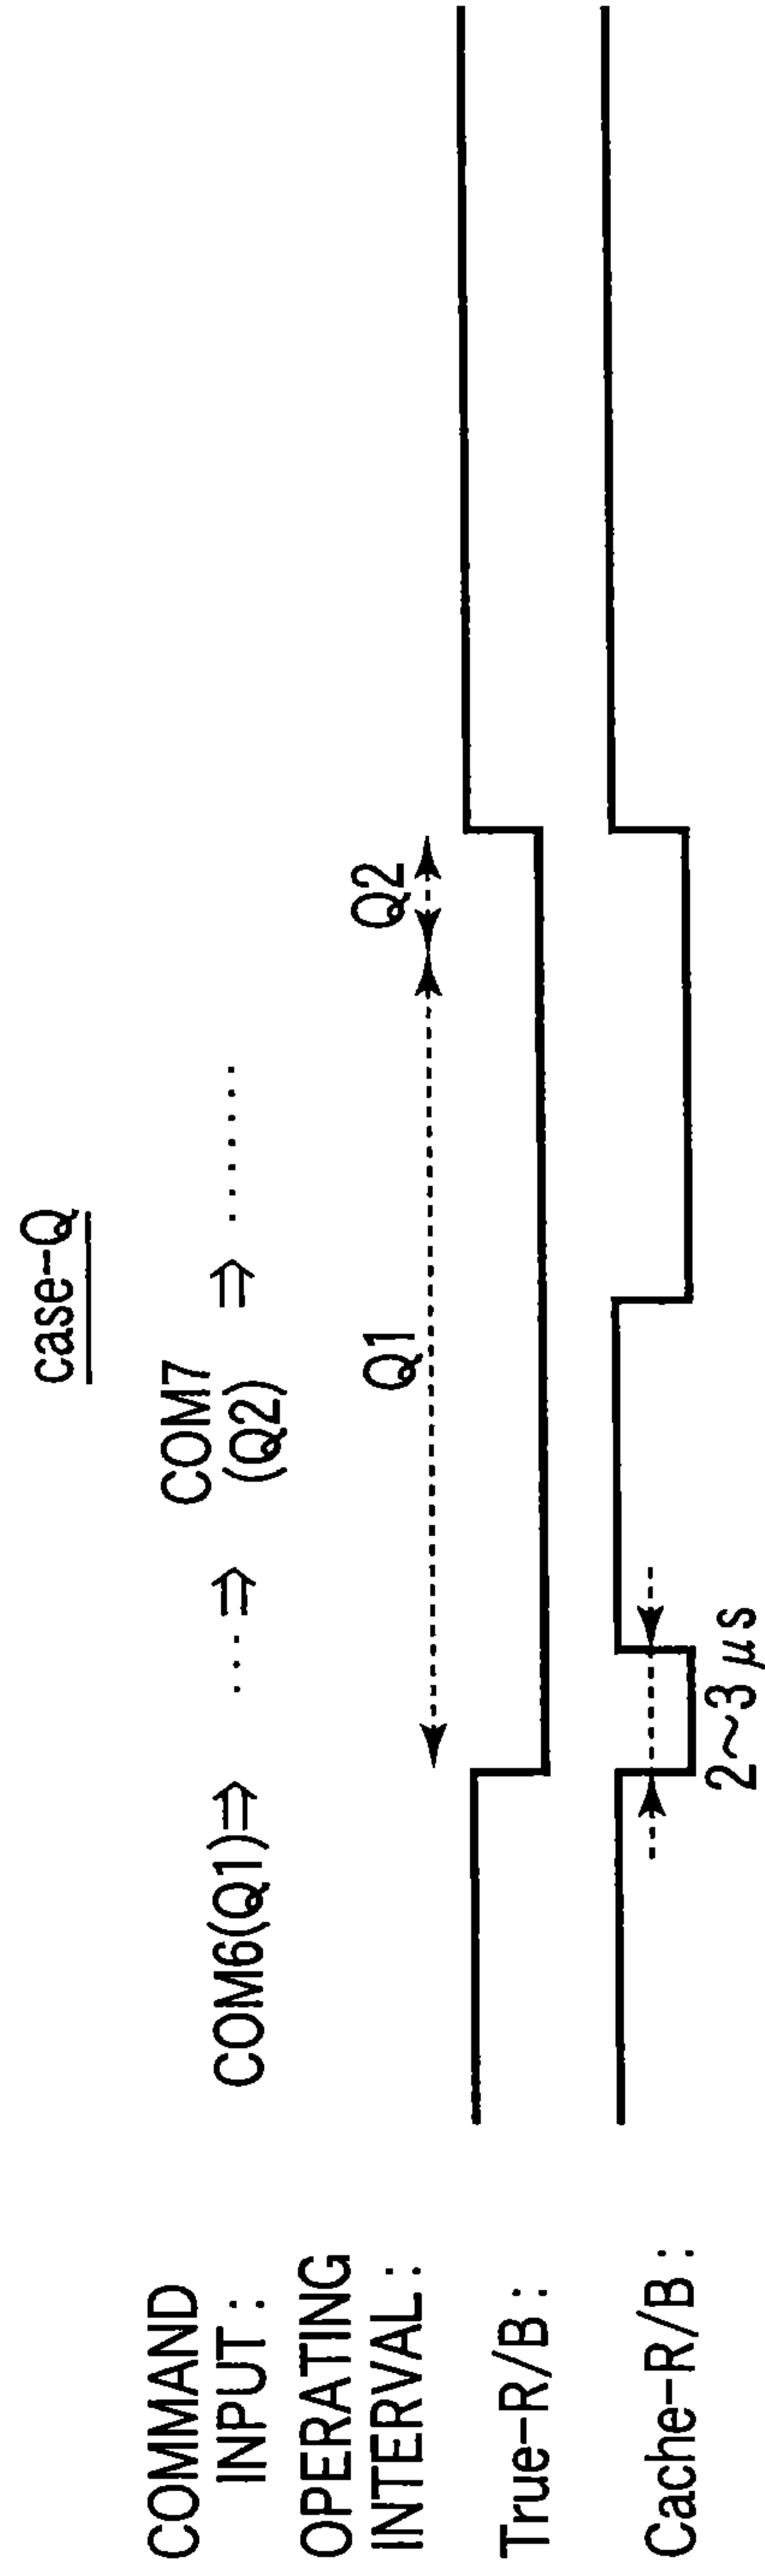 case-Q
COMMAND INPUT : COM6(Q1)⇒ ··· ⇒ COM7 (Q2) ⇒ ·······
OPERATING INTERVAL : Q1 Q2
True-R/B :
Cache-R/B :
2~3 μs